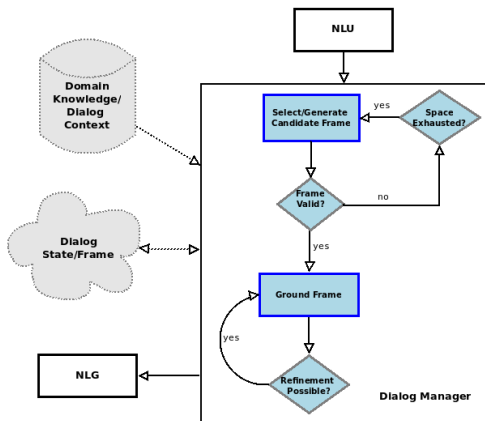 NLU
Domain
Knowledge/
Dialog
Context
Select/Generate
Candidate Frame
yes
Space
Exhausted?
Frame
Valid?
no
yes
Dialog
State/Frame
Ground Frame
yes
NLG
Refinement
Possible?
Dialog Manager